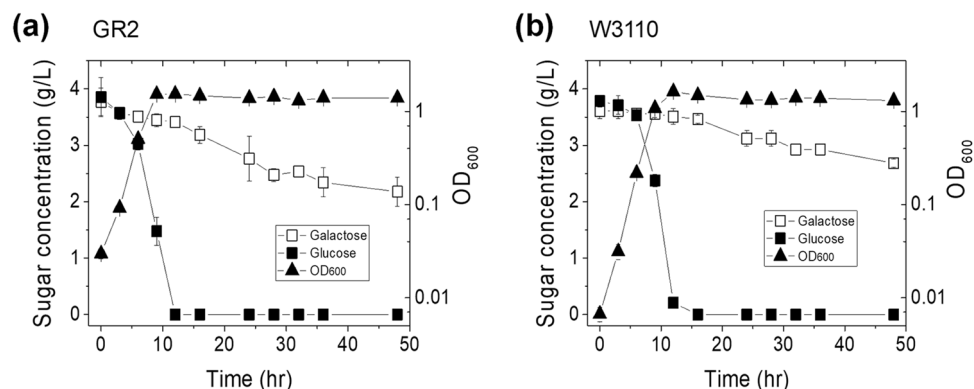 (a) GR2
Sugar concentration (g/L)
4
3
2
1
0
0 10 20 30 40 50
Time (hr)
1
0.1
0.01
OD600
Galactose
Glucose
OD600
(b) W3110
Sugar concentration (g/L)
4
3
2
1
0
0 10 20 30 40 50
Time (hr)
1
0.1
0.01
OD600
Galactose
Glucose
OD600